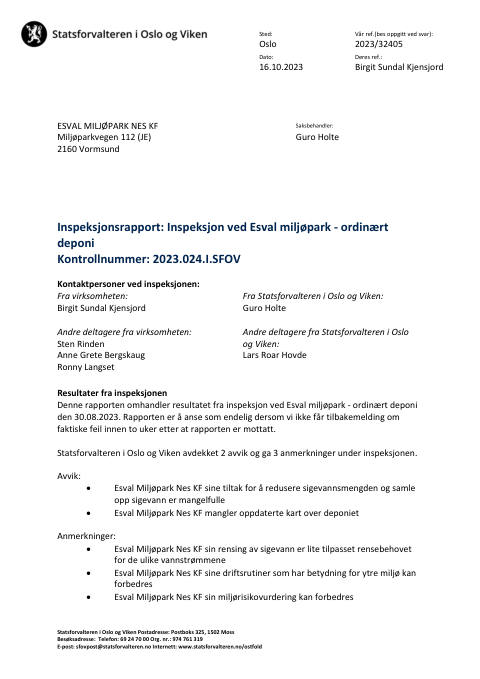 Statsforvalteren i Oslo og Viken
Sted:
Oslo
Dato:
16.10.2023
Vår ref.(bes oppgitt ved svar):
2023/32405
Deres ref.:
Birgit Sundal Kjensjord
ESVAL MILJØPARK NES KF
Miljøparkvegen 112 (JE)
2160 Vormsund
Saksbehandler:
Guro Holte
Inspeksjonsrapport: Inspeksjon ved Esval miljøpark - ordinært
deponi
Kontrollnummer: 2023.024.I.SFOV
Kontaktpersoner ved inspeksjonen:
Fra virksomheten:
Birgit Sundal Kjensjord
Fra Statsforvalteren i Oslo og Viken:
Guro Holte
Andre deltagere fra virksomheten:
Sten Rinden
Anne Grete Bergskaug
Ronny Langset
Andre deltagere fra Statsforvalteren i Oslo
og Viken:
Lars Roar Hovde
Resultater fra inspeksjonen
Denne rapporten omhandler resultatet fra inspeksjon ved Esval miljøpark - ordinært deponi
den 30.08.2023. Rapporten er å anse som endelig dersom vi ikke får tilbakemelding om
faktiske feil innen to uker etter at rapporten er mottatt.
Statsforvalteren i Oslo og Viken avdekket 2 avvik og ga 3 anmerkninger under inspeksjonen.
Avvik:
• Esval Miljøpark Nes KF sine tiltak for å redusere sigevannsmengden og samle
opp sigevann er mangelfulle
• Esval Miljøpark Nes KF mangler oppdaterte kart over deponiet
Anmerkninger:
• Esval Miljøpark Nes KF sin rensing av sigevann er lite tilpasset rensebehovet
for de ulike vannstrømmene
• Esval Miljøpark Nes KF sine driftsrutiner som har betydning for ytre miljø kan
forbedres
• Esval Miljøpark Nes KF sin miljørisikovurdering kan forbedres
Statsforvalteren i Oslo og Viken Postadresse: Postboks 325, 1502 Moss
Besøksadresse: Telefon: 69 24 70 00 Org. nr.: 974 761 319
E-post: sfovpost@statsforvalteren.no Internett: www.statsforvalteren.no/ostfold